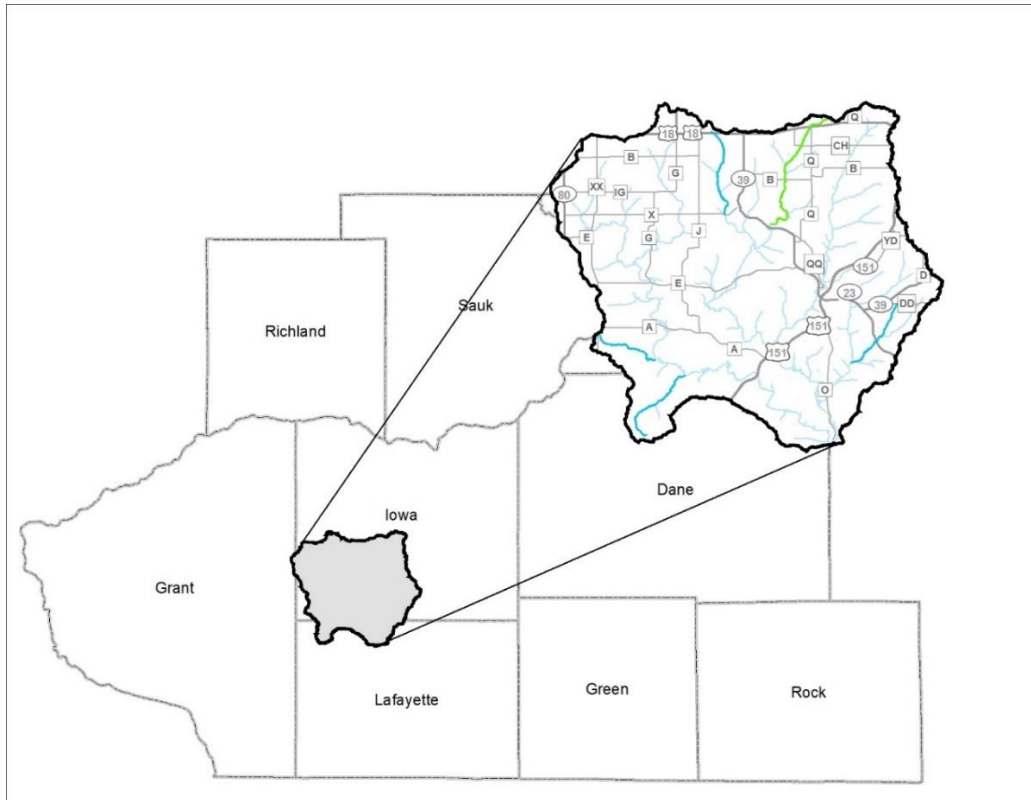 Q
18 18
CH
B Q B
G
39 B
XX IG
80
X Q
E G J YD
QQ 151
E D
23
39 DD
A 151
A 151
O
Sauk
Richland
Dane
Iowa
Grant
Green Rock
Lafayette